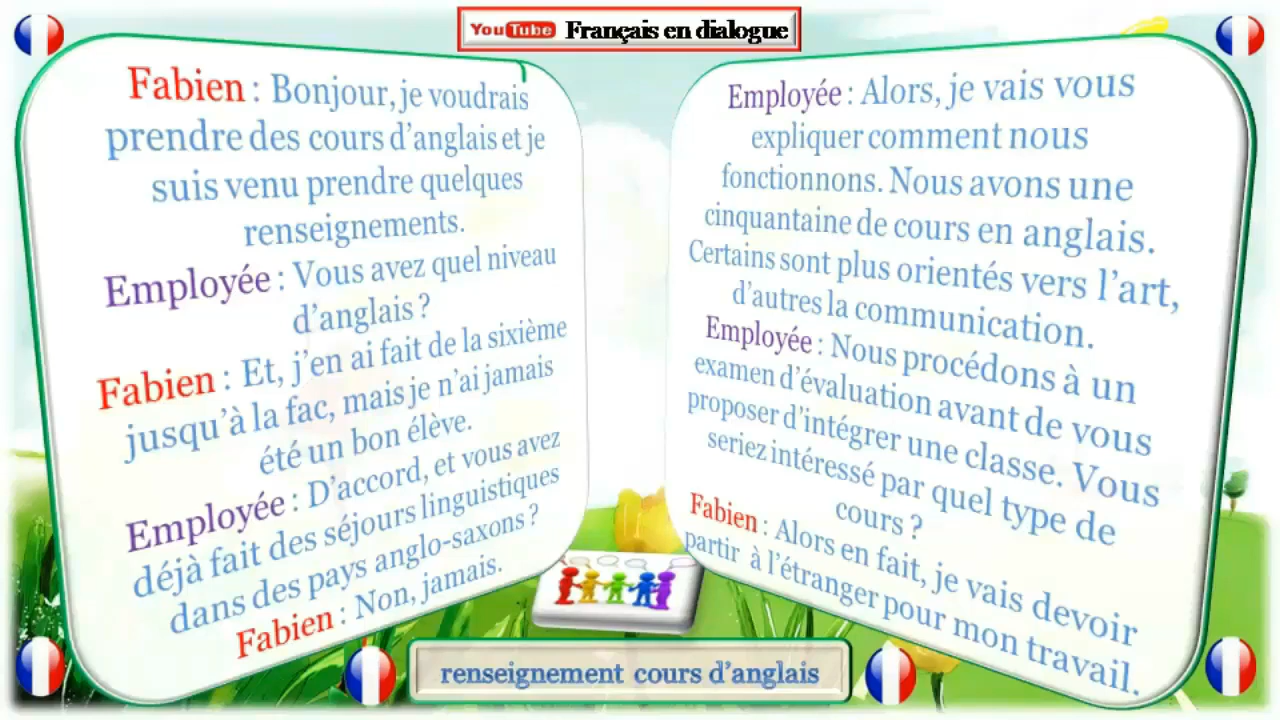 YouTube Français en dialogue
Fabien : Bonjour, je voudrais
prendre des cours d'anglais et je
suis venu prendre quelques
renseignements.
Employée : Vous avez quel niveau
d'anglais ?
Fabien : Et, j'en ai fait de la sixième
jusqu'à la fac, mais je n'ai jamais
été un bon élève.
Employée : D'accord, et vous avez
déjà fait des séjours linguistiques
dans des pays anglo-saxons ?
Fabien : Non, jamais.
Employée : Alors, je vais vous
expliquer comment nous
fonctionnons. Nous avons une
cinquantaine de cours en anglais.
Certains sont plus orientés vers l'art,
d'autres la communication.
Employée : Nous procédons à un
examen d'évaluation avant de vous
proposer d'intégrer une classe. Vous
seriez intéressé par quel type de
cours ?
Fabien : Alors en fait, je vais devoir
partir à l'étranger pour mon travail.
renseignement cours d'anglais